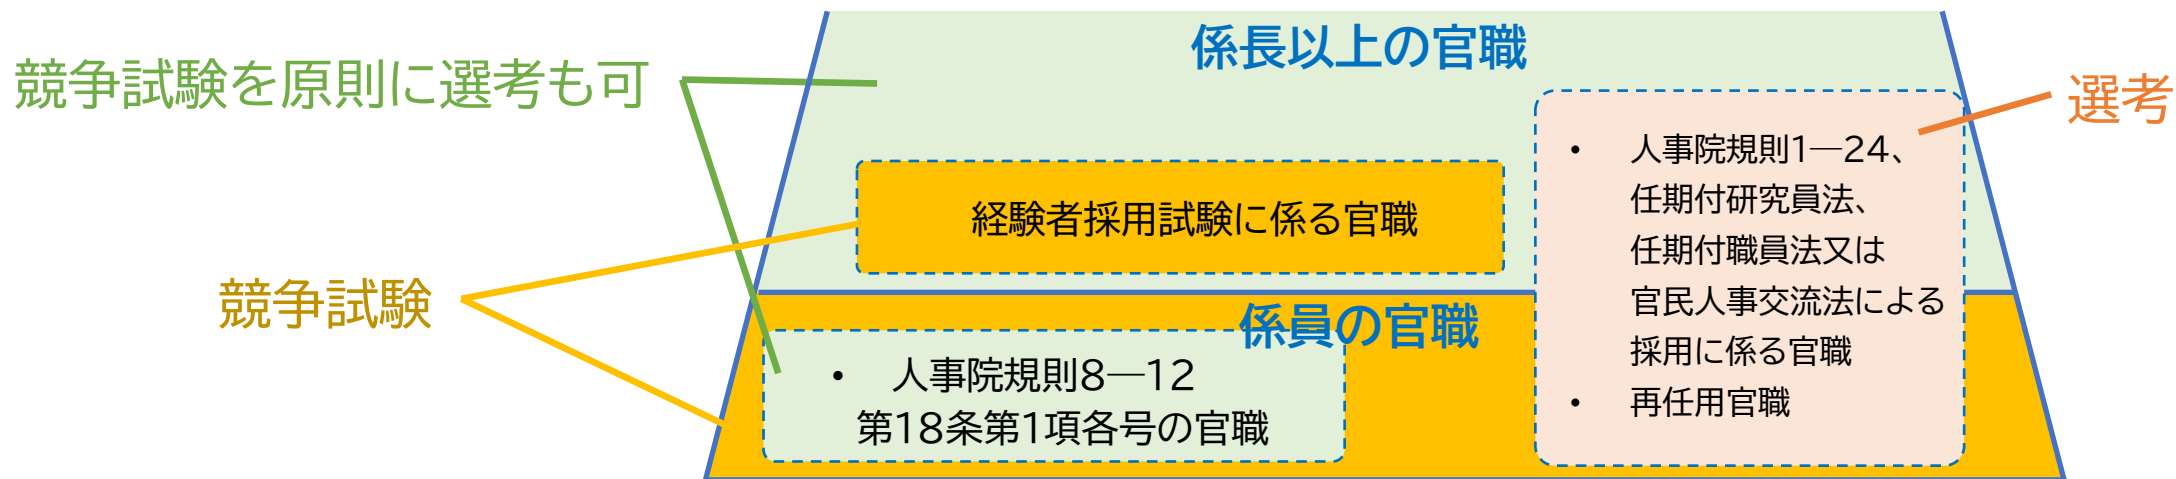 係長以上の官職
競争試験を原則に選考も可
選考
• 人事院規則1―24、
任期付研究員法、
任期付職員法又は
官民人事交流法による
採用に係る官職
• 再任用官職
経験者採用試験に係る官職
競争試験
係員の官職
• 人事院規則8―12
第18条第1項各号の官職